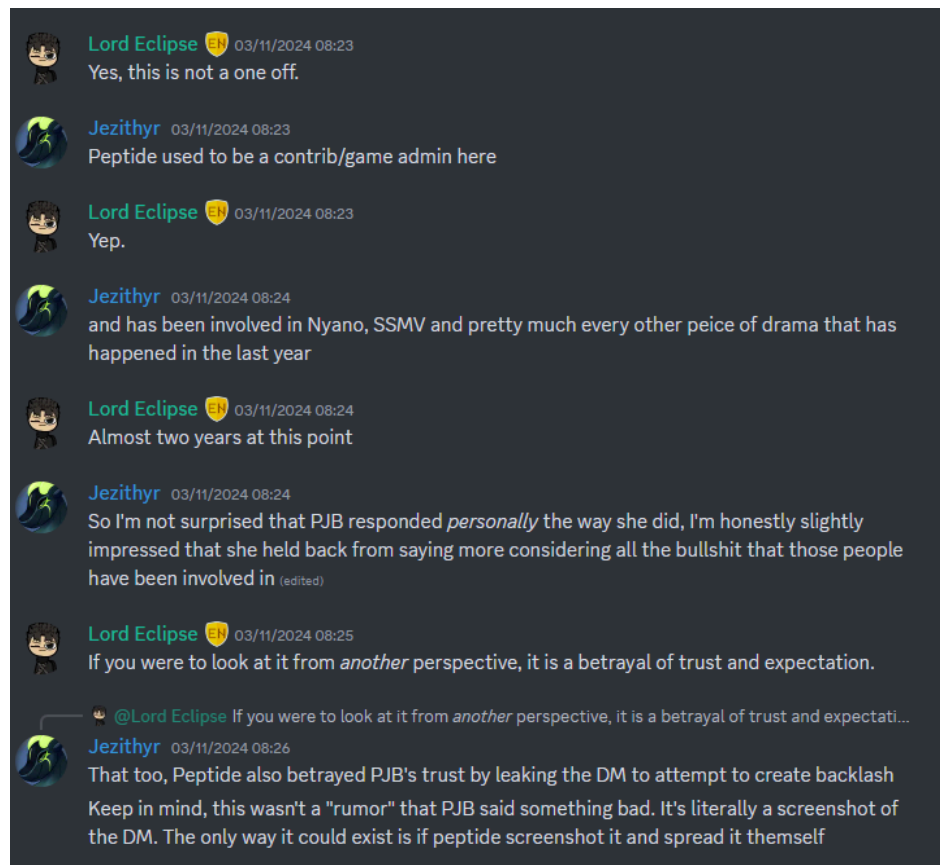 Lord Eclipse EN 03/11/2024 08:23
Yes, this is not a one off.
Jezithyr 03/11/2024 08:23
Peptide used to be a contrib/game admin here
Lord Eclipse EN 03/11/2024 08:23
Yep.
Jezithyr 03/11/2024 08:24
and has been involved in Nyano, SSMV and pretty much every other peice of drama that has
happened in the last year
Lord Eclipse EN 03/11/2024 08:24
Almost two years at this point
Jezithyr 03/11/2024 08:24
So I'm not surprised that PJB responded personally the way she did, I'm honestly slightly
impressed that she held back from saying more considering all the bullshit that those people
have been involved in (edited)
Lord Eclipse EN 03/11/2024 08:25
If you were to look at it from another perspective, it is a betrayal of trust and expectation.
@Lord Eclipse If you were to look at it from another perspective, it is a betrayal of trust and expectati...
Jezithyr 03/11/2024 08:26
That too, Peptide also betrayed PJB's trust by leaking the DM to attempt to create backlash
Keep in mind, this wasn't a "rumor" that PJB said something bad. It's literally a screenshot of
the DM. The only way it could exist is if peptide screenshot it and spread it themself